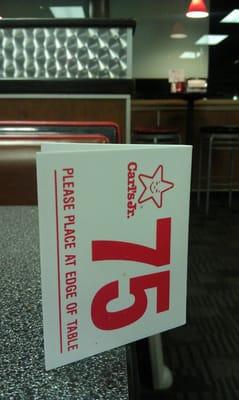 Carl's Jr.
75
PLEASE PLACE AT EDGE OF TABLE